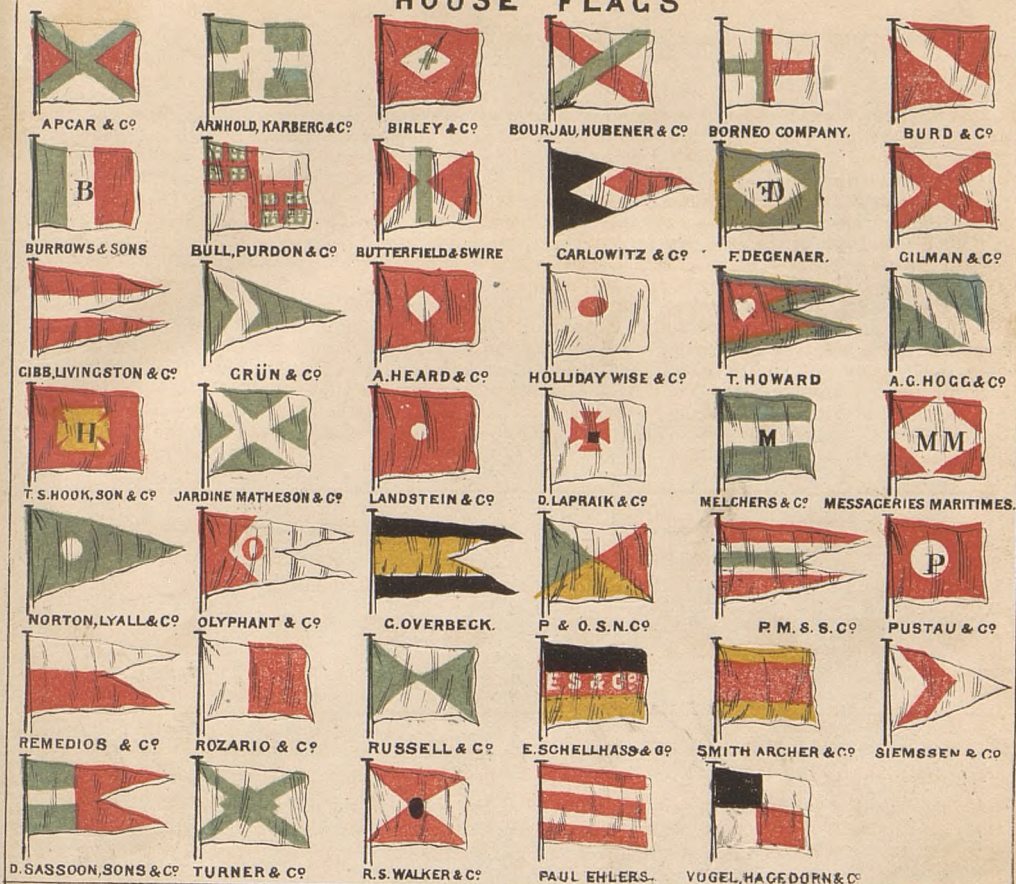 HOUSE FLAGS
APCAR & Cº
ARNHOLD, KARBERG & Cº
BIRLEY & Cº
BOURJAU, HUBENER & Cº
BORNEO COMPANY.
BURD & Cº
B
BURROWS & SONS
BULL, PURDON & Cº
BUTTERFIELD & SWIRE
CARLOWITZ & Cº
D
F. DEGENAER.
GILMAN & Cº
GIBB, LIVINGSTON & Cº
GRÜN & Cº
A. HEARD & Cº
HOLLIDAY WISE & Cº
T. HOWARD
A. G. HOGG & Cº
H
T. S. HOOK, SON & Cº
JARDINE MATHESON & Cº
LANDSTEIN & Cº
D. LAPRAIK & Cº
M
MELCHERS & Cº
MM
MESSAGERIES MARITIMES.
NORTON, LYALL & Cº
O
OLYPHANT & Cº
G. OVERBECK.
P & O. S. N. Cº
P. M. S. S. Cº
P
PUSTAU & Cº
REMEDIOS & Cº
ROZARIO & Cº
RUSSELL & Cº
E S & Cº
E. SCHELLHASS & Cº
SMITH ARCHER & Cº
SIEMSSEN & Cº
D. SASSOON, SONS & Cº
TURNER & Cº
R. S. WALKER & Cº
PAUL EHLERS.
VOGEL, HAGEDORN & Cº